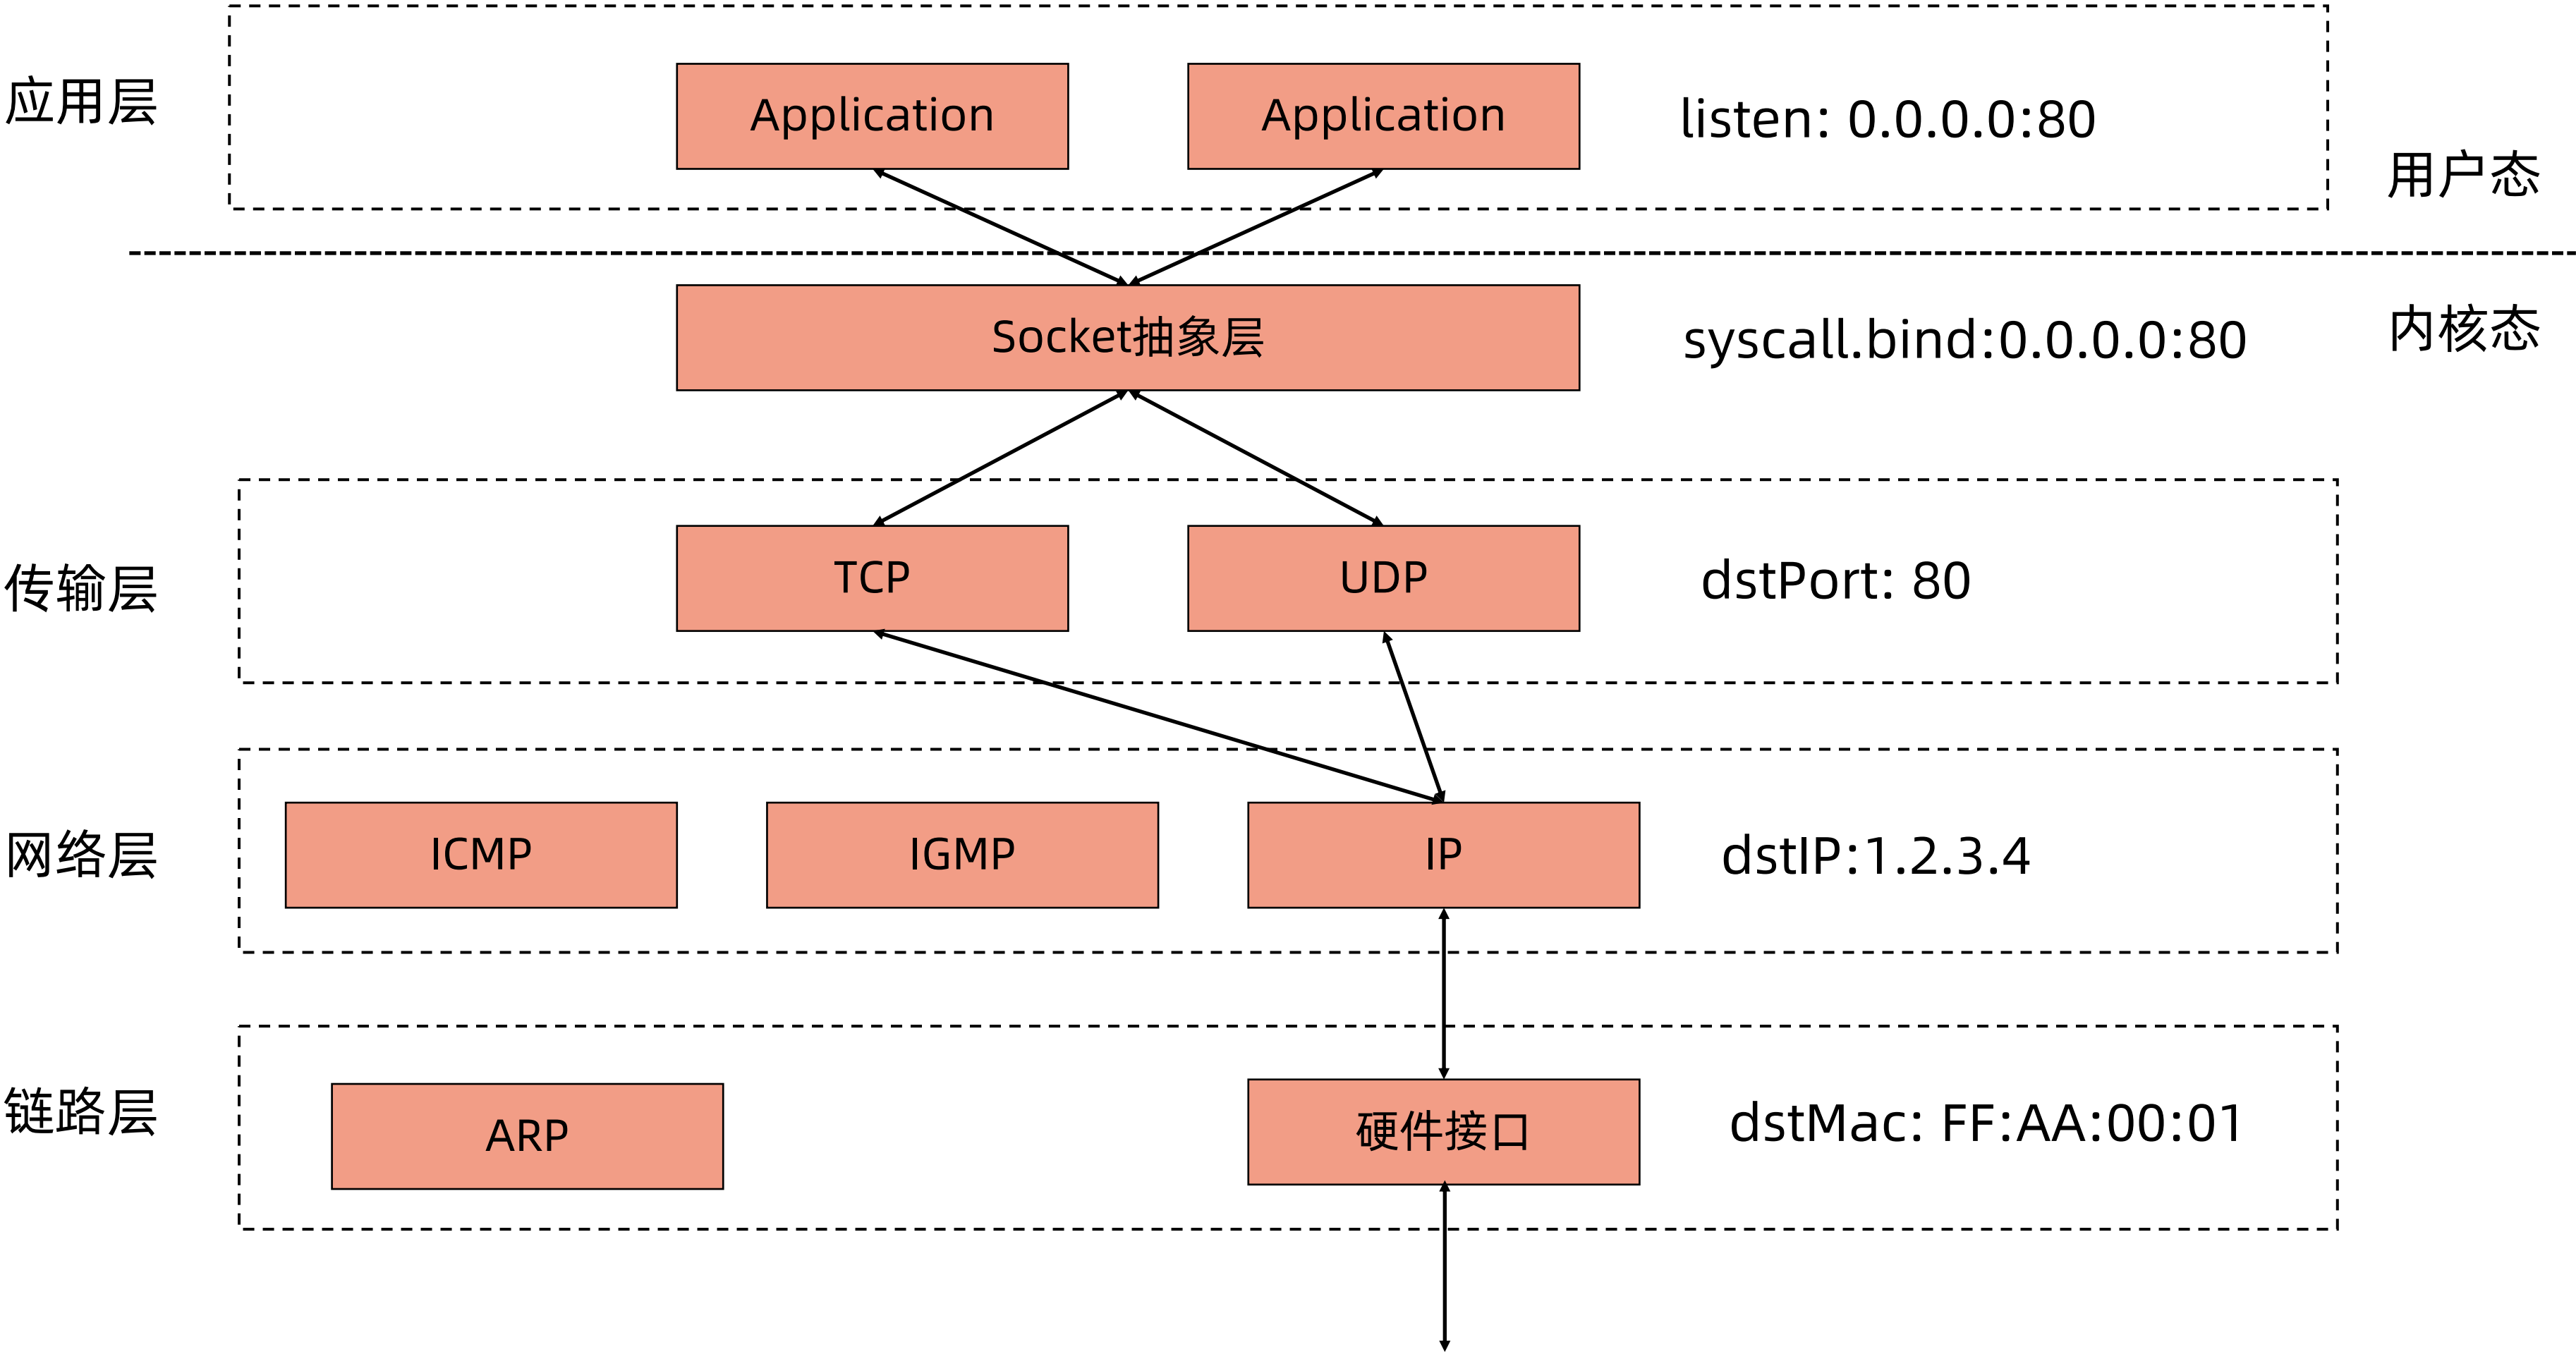 应用层
Application
Application
listen: 0.0.0.0:80
用户态
Socket抽象层
syscall.bind:0.0.0.0:80
内核态
传输层
TCP
UDP
dstPort: 80
网络层
ICMP
IGMP
IP
dstIP:1.2.3.4
链路层
ARP
硬件接口
dstMac: FF:AA:00:01